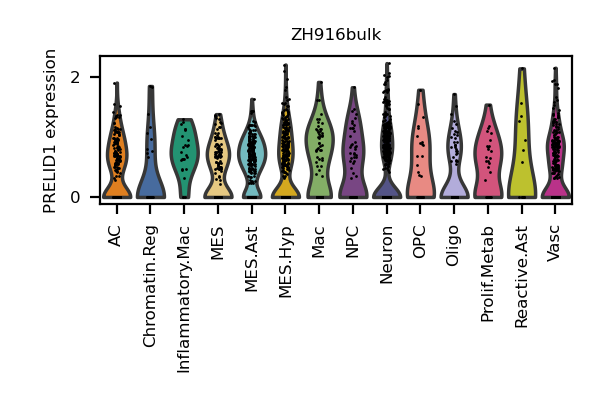 ZH916bulk
PRELID1 expression
2
0
AC
Chromatin.Reg
Inflammatory.Mac
MES
MES.Ast
MES.Hyp
Mac
NPC
Neuron
OPC
Oligo
Prolif.Metab
Reactive.Ast
Vasc